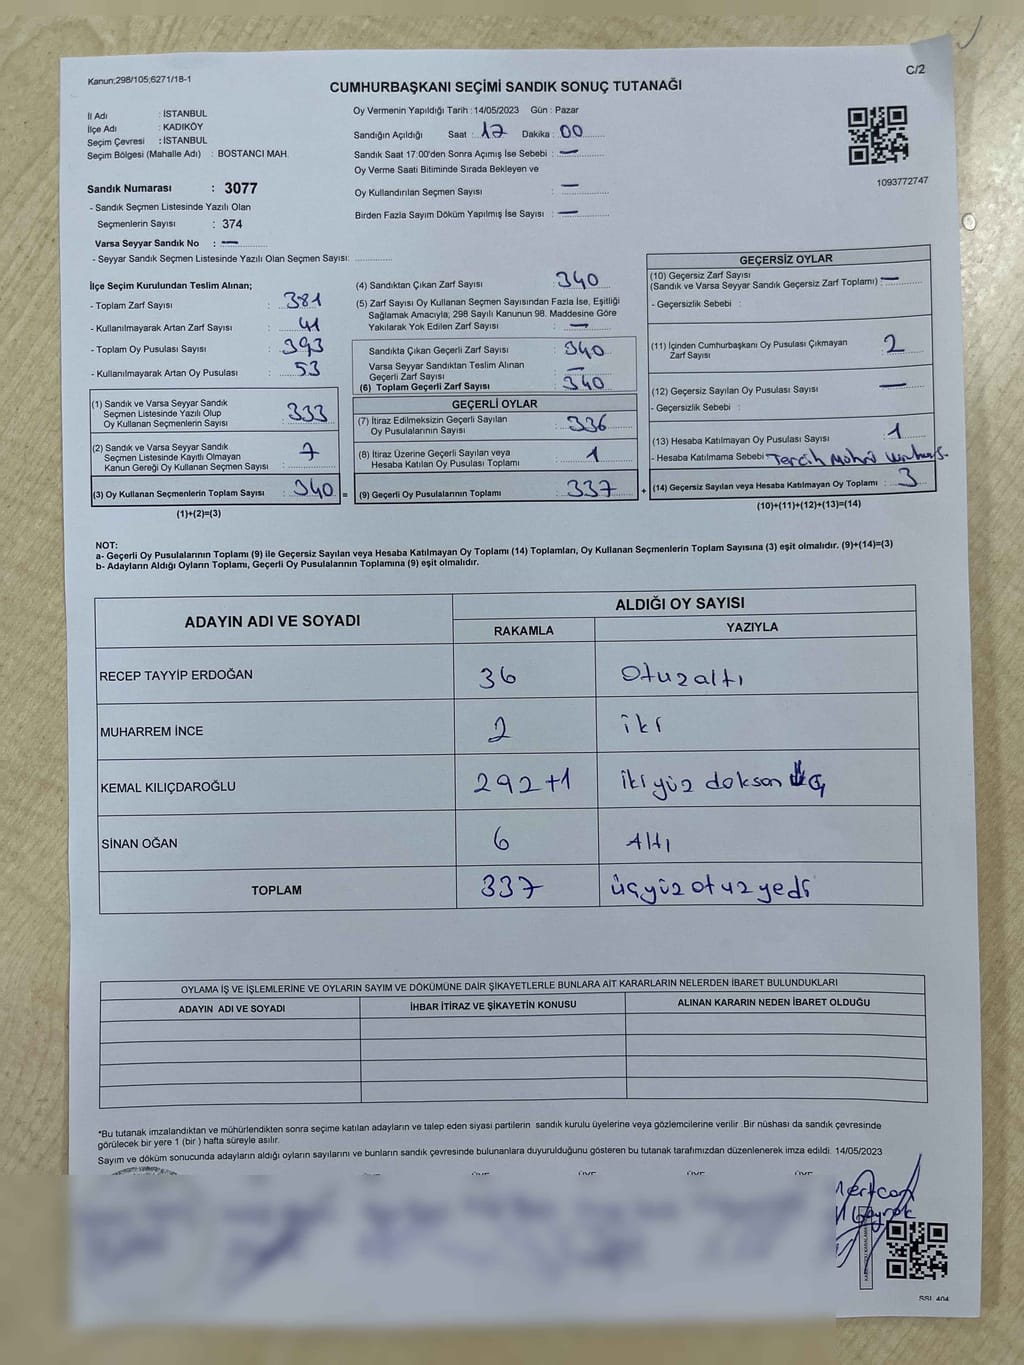 Kanun;298/105;6271/18-1
C/2
CUMHURBAŞKANI SEÇİMİ SANDIK SONUÇ TUTANAĞI
İl Adı : İSTANBUL
İlçe Adı : KADIKÖY
Seçim Çevresi : İSTANBUL
Seçim Bölgesi (Mahalle Adı) : BOSTANCI MAH.
Sandık Numarası : 3077
- Sandık Seçmen Listesinde Yazılı Olan
Seçmenlerin Sayısı : 374
Varsa Seyyar Sandık No : —
- Seyyar Sandık Seçmen Listesinde Yazılı Olan Seçmen Sayısı:
Oy Vermenin Yapıldığı Tarih : 14/05/2023 Gün : Pazar
Sandığın Açıldığı Saat : 17 Dakika : 00
Sandık Saat 17:00'den Sonra Açımış İse Sebebi : —
Oy Verme Saati Bitiminde Sırada Bekleyen ve
Oy Kullandırılan Seçmen Sayısı : —
Birden Fazla Sayım Döküm Yapılmış İse Sayısı : —
1093772747
İlçe Seçim Kurulundan Teslim Alınan;
- Toplam Zarf Sayısı : 381
- Kullanılmayarak Artan Zarf Sayısı : 41
- Toplam Oy Pusulası Sayısı : 393
- Kullanılmayarak Artan Oy Pusulası : 53
(1) Sandık ve Varsa Seyyar Sandık
Seçmen Listesinde Yazılı Olup
Oy Kullanan Seçmenlerin Sayısı : 333
(2) Sandık ve Varsa Seyyar Sandık
Seçmen Listesinde Kayıtlı Olmayan
Kanun Gereği Oy Kullanan Seçmen Sayısı : 7
(3) Oy Kullanan Seçmenlerin Toplam Sayısı : 340 =
(1)+(2)=(3)
(4) Sandıktan Çıkan Zarf Sayısı : 340
(5) Zarf Sayısı Oy Kullanan Seçmen Sayısından Fazla İse, Eşitliği
Sağlamak Amacıyla, 298 Sayılı Kanunun 98. Maddesine Göre
Yakılarak Yok Edilen Zarf Sayısı : —
Sandıkta Çıkan Geçerli Zarf Sayısı : 340
Varsa Seyyar Sandıktan Teslim Alınan
Geçerli Zarf Sayısı : —
(6) Toplam Geçerli Zarf Sayısı : 340
GEÇERLİ OYLAR
(7) İtiraz Edilmeksizin Geçerli Sayılan
Oy Pusulalarının Sayısı : 336
(8) İtiraz Üzerine Geçerli Sayılan veya
Hesaba Katılan Oy Pusulası Toplamı : 1
(9) Geçerli Oy Pusulalarının Toplamı : 337 +
GEÇERSİZ OYLAR
(10) Geçersiz Zarf Sayısı
(Sandık ve Varsa Seyyar Sandık Geçersiz Zarf Toplamı) : —
- Geçersizlik Sebebi :
(11) İçinden Cumhurbaşkanı Oy Pusulası Çıkmayan
Zarf Sayısı : 2
(12) Geçersiz Sayılan Oy Pusulası Sayısı : —
- Geçersizlik Sebebi :
(13) Hesaba Katılmayan Oy Pusulası Sayısı : 1
- Hesaba Katılmama Sebebi : Tercih Mührü
(14) Geçersiz Sayılan veya Hesaba Katılmayan Oy Toplamı : 3
(10)+(11)+(12)+(13)=(14)
NOT:
a- Geçerli Oy Pusulalarının Toplamı (9) ile Geçersiz Sayılan veya Hesaba Katılmayan Oy Toplamı (14) Toplamları, Oy Kullanan Seçmenlerin Toplam Sayısına (3) eşit olmalıdır. (9)+(14)=(3)
b- Adayların Aldığı Oyların Toplamı, Geçerli Oy Pusulalarının Toplamına (9) eşit olmalıdır.
ADAYIN ADI VE SOYADI
ALDIĞI OY SAYISI
RAKAMLA YAZIYLA
RECEP TAYYİP ERDOĞAN 36 otuzaltı
MUHARREM İNCE 2 iki
KEMAL KILIÇDAROĞLU 292+1 ikiyüz doksan üç
SİNAN OĞAN 6 Altı
TOPLAM 337 üçyüz otuz yedi
OYLAMA İŞ VE İŞLEMLERİNE VE OYLARIN SAYIM VE DÖKÜMÜNE DAİR ŞİKAYETLERLE BUNLARA AİT KARARLARIN NELERDEN İBARET BULUNDUKLARI
ADAYIN ADI VE SOYADI İHBAR İTİRAZ VE ŞİKAYETİN KONUSU ALINAN KARARIN NEDEN İBARET OLDUĞU
*Bu tutanak imzalandıktan ve mühürlendikten sonra seçime katılan adayların ve talep eden siyasi partilerin sandık kurulu üyelerine veya gözlemcilerine verilir .Bir nüshası da sandık çevresinde
görülecek bir yere 1 (bir ) hafta süreyle asılır.
Sayım ve döküm sonucunda adayların aldığı oyların sayılarını ve bunların sandık çevresinde bulunanlara duyurulduğunu gösteren bu tutanak tarafımızdan düzenlenerek imza edildi. 14/05/2023
Mertcan